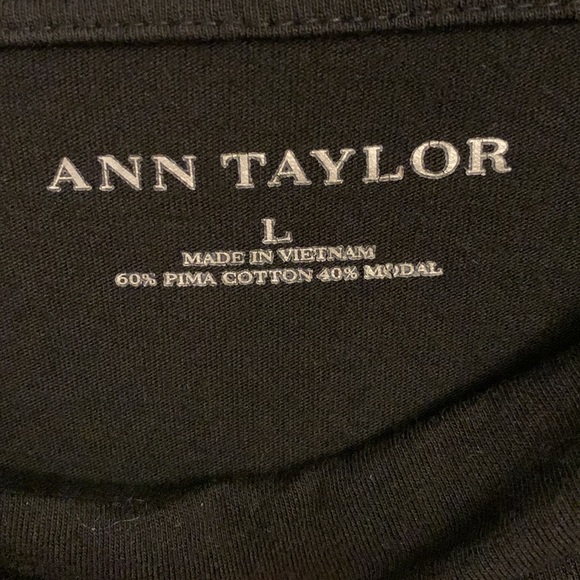 ANN TAYLOR
L
MADE IN VIETNAM
60% PIMA COTTON 40% MODAL